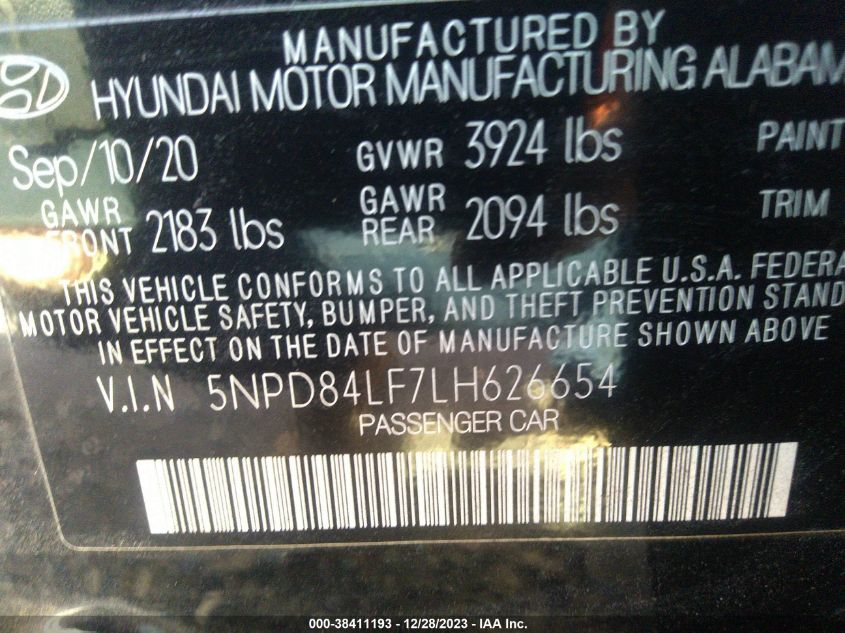 MANUFACTURED BY
HYUNDAI MOTOR MANUFACTURING ALABAM
Sep/10/20 GVWR 3924 lbs PAINT
GAWR FRONT 2183 lbs GAWR REAR 2094 lbs TRIM
THIS VEHICLE CONFORMS TO ALL APPLICABLE U.S.A. FEDERA
MOTOR VEHICLE SAFETY, BUMPER, AND THEFT PREVENTION STAND
IN EFFECT ON THE DATE OF MANUFACTURE SHOWN ABOVE
V.I.N 5NPD84LF7LH626654
PASSENGER CAR
000-38411193 - 12/28/2023 - IAA Inc.